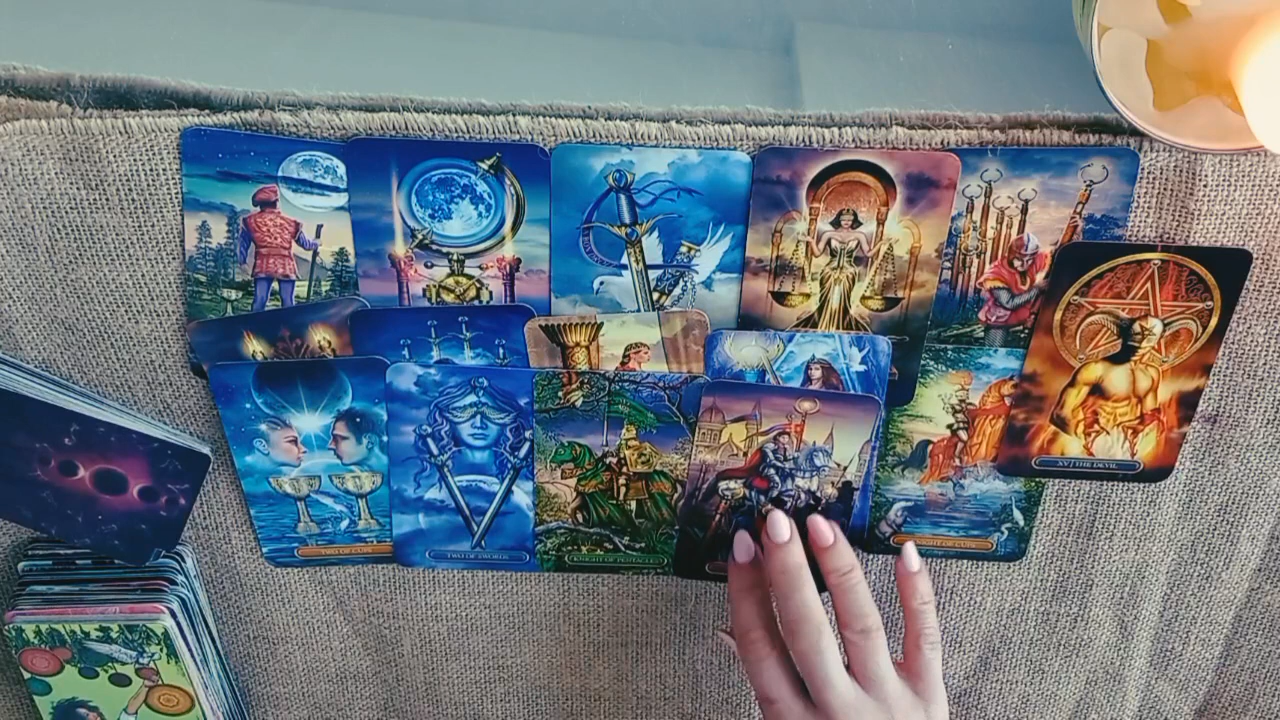 XV | THE DEVIL
TWO OF CUPS
TWO OF SWORDS
KNIGHT OF PENTACLES
KNIGHT OF CUPS